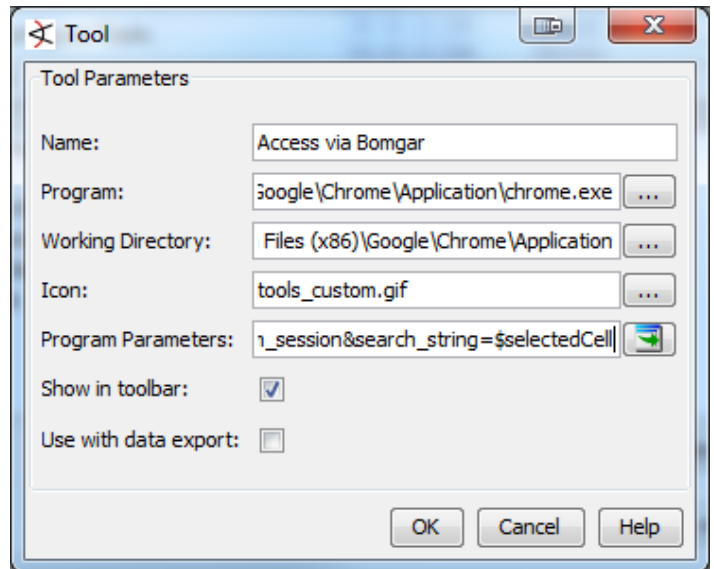 Tool
Tool Parameters
Name: Access via Bomgar
Program: Google\Chrome\Application\chrome.exe ...
Working Directory: Files (x86)\Google\Chrome\Application ...
Icon: tools_custom.gif ...
Program Parameters: n_session&search_string=$selectedCell
Show in toolbar:
Use with data export:
OK Cancel Help